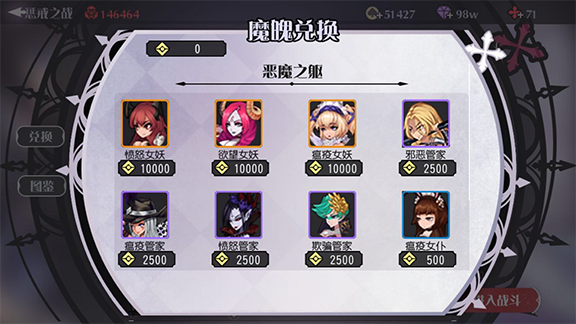 恶戒之战 146464 +51427 +98w +71
魔魄兑换
0
恶魔之躯
兑换
图鉴
愤怒女妖 欲望女妖 瘟疫女妖 邪恶管家
10000 10000 10000 2500
瘟疫管家 愤怒管家 欺骗管家 瘟疫女仆
2500 2500 2500 500
入战斗